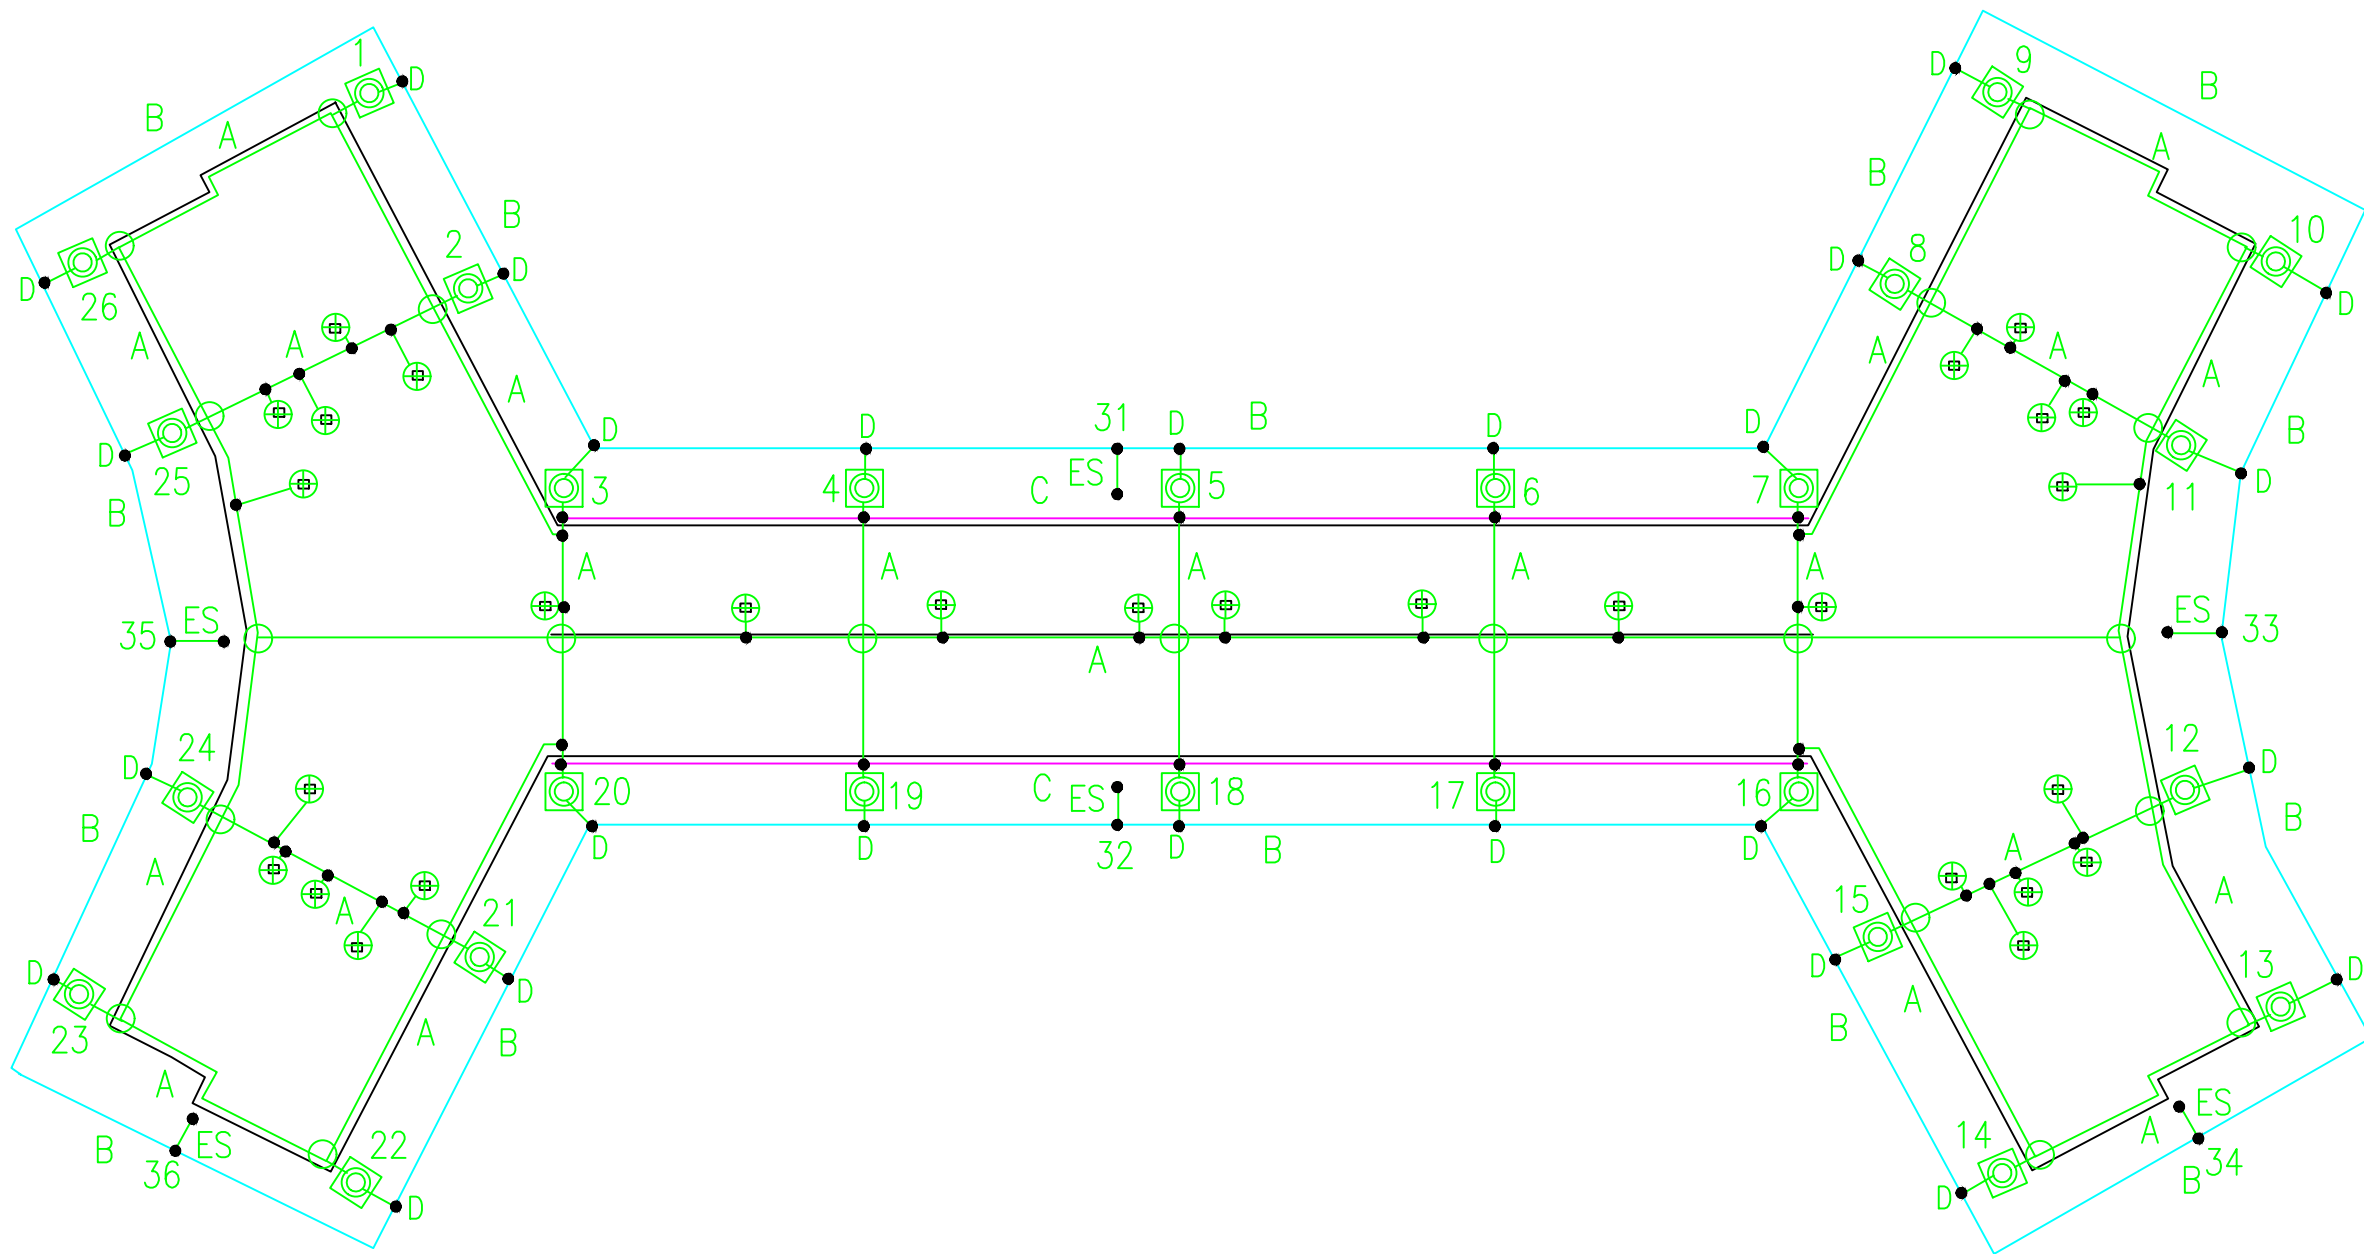 1 D 9 D B
B A A
B B
2 D 8 D 10
D 26 D
A A A A
A A
D B
D 31 D B D D
D 25 ES C 3 4 5 6 7 D
B 11
A A A A A
35 ES ES 33
A
24 D 12 D
B 20 19 C ES 18 17 16 B
D D 32 D B D D
A A
A 21 15 A
D 23 D D 13 D
A B B A
A ES ES
B 36 22 D 14 D A B 34